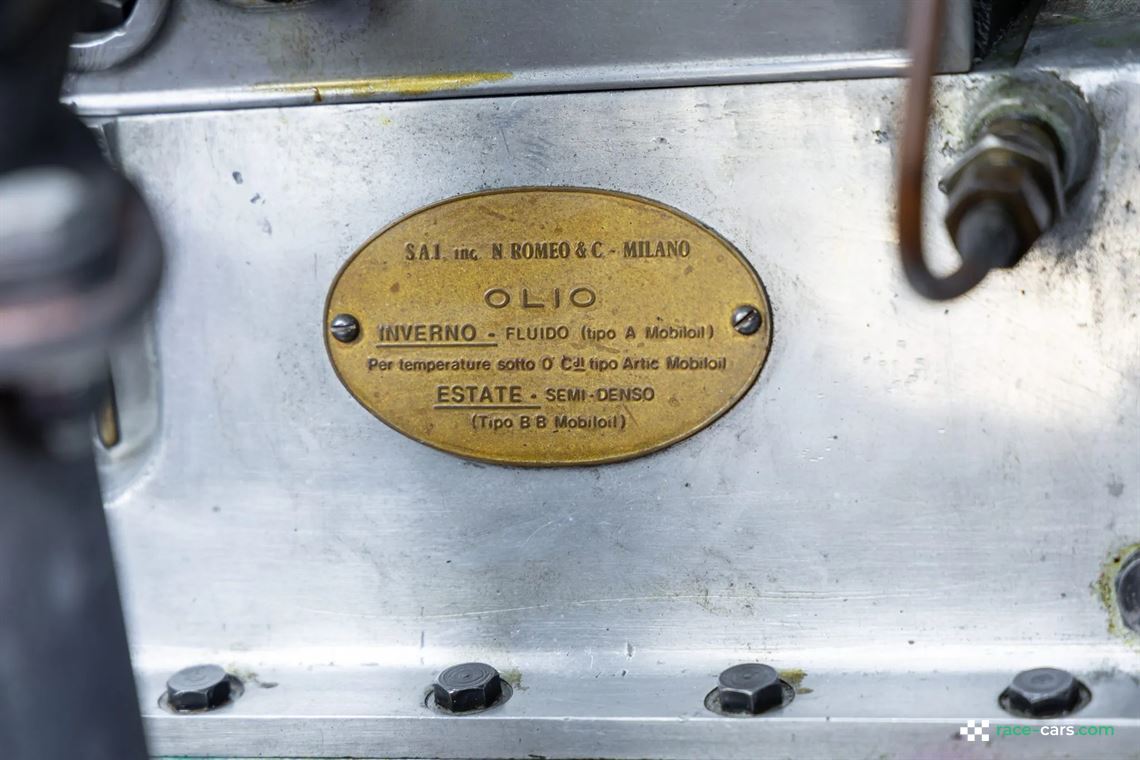 S.A.I. inc. N. ROMEO & C. - MILANO
OLIO
INVERNO - FLUIDO (tipo A Mobiloil)
Per temperature sotto 0° C di tipo Artic Mobiloil
ESTATE - SEMI-DENSO
(Tipo B B Mobiloil)
race-cars.com